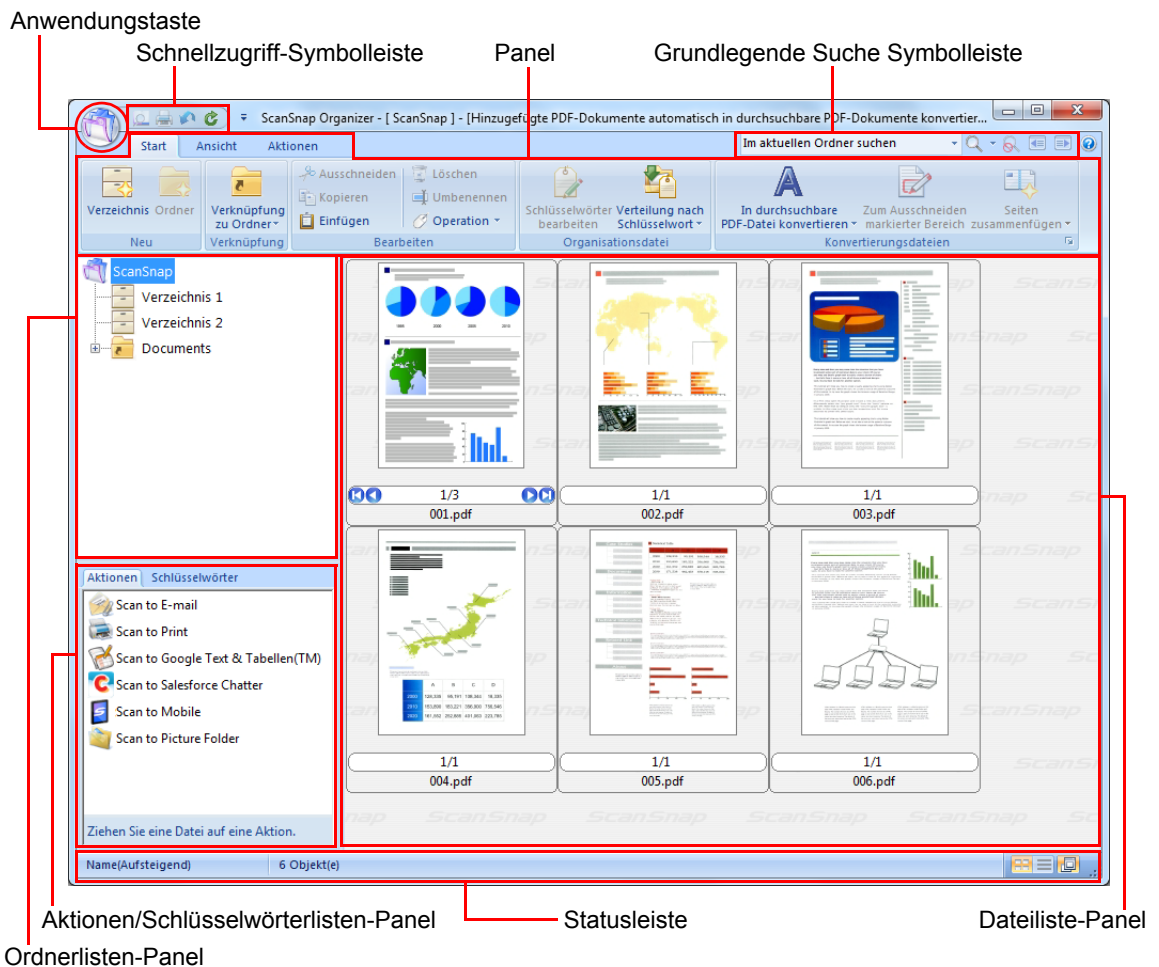 Anwendungstaste
Schnellzugriff-Symbolleiste
Panel
Grundlegende Suche Symbolleiste
ScanSnap Organizer - [ ScanSnap ] - [Hinzugefügte PDF-Dokumente automatisch in durchsuchbare PDF-Dokumente konvertier...
Start Ansicht Aktionen
Im aktuellen Ordner suchen
Verzeichnis Ordner
Neu
Verknüpfung
zu Ordner
Verknüpfung
Ausschneiden
Kopieren
Einfügen
Löschen
Umbenennen
Operation
Bearbeiten
Schlüsselwörter
bearbeiten
Verteilung nach
Schlüsselwort
Organisationsdatei
In durchsuchbare
PDF-Datei konvertieren
Zum Ausschneiden
markierter Bereich
Seiten
zusammenfügen
Konvertierungsdateien
ScanSnap
Verzeichnis 1
Verzeichnis 2
Documents
1/3
001.pdf
1/1
002.pdf
1/1
003.pdf
1/1
004.pdf
1/1
005.pdf
1/1
006.pdf
Aktionen Schlüsselwörter
Scan to E-mail
Scan to Print
Scan to Google Text & Tabellen(TM)
Scan to Salesforce Chatter
Scan to Mobile
Scan to Picture Folder
Ziehen Sie eine Datei auf eine Aktion.
Name(Aufsteigend)
6 Objekt(e)
Aktionen/Schlüsselwörterlisten-Panel
Statusleiste
Dateiliste-Panel
Ordnerlisten-Panel